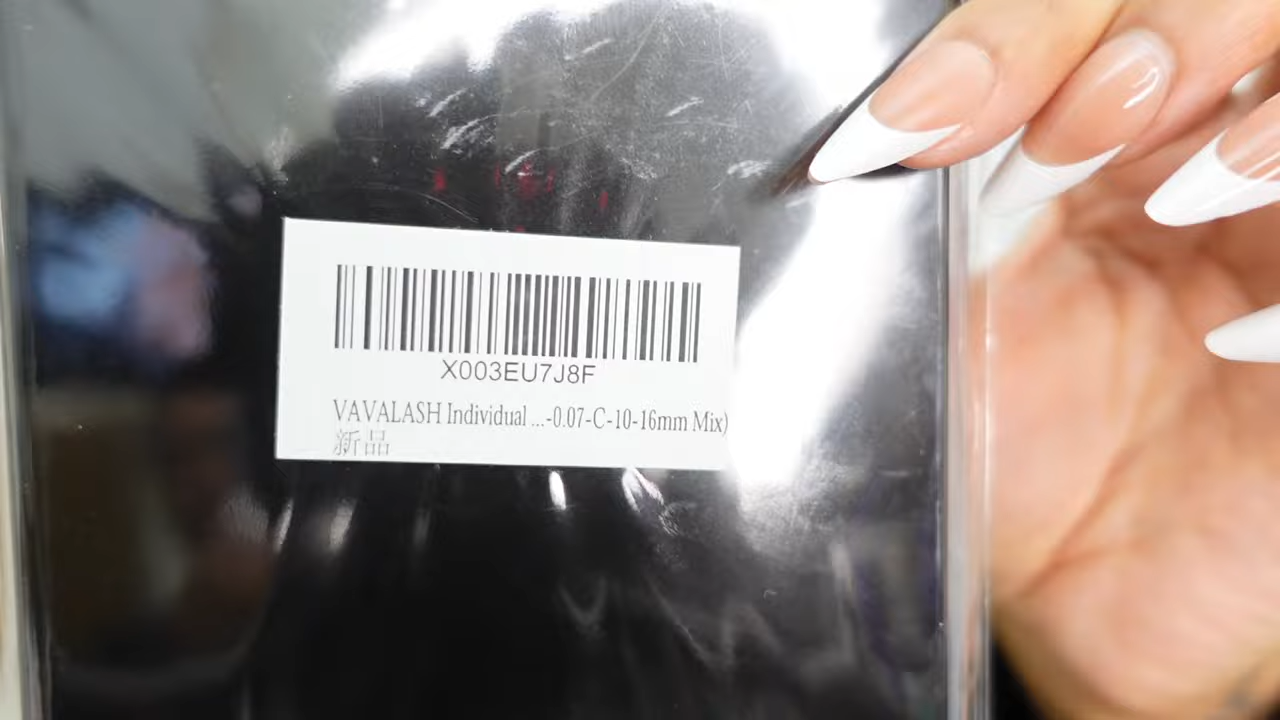 X003EU7J8F
VAVALASH Individual ...-0.07-C-10-16mm Mix)
新品